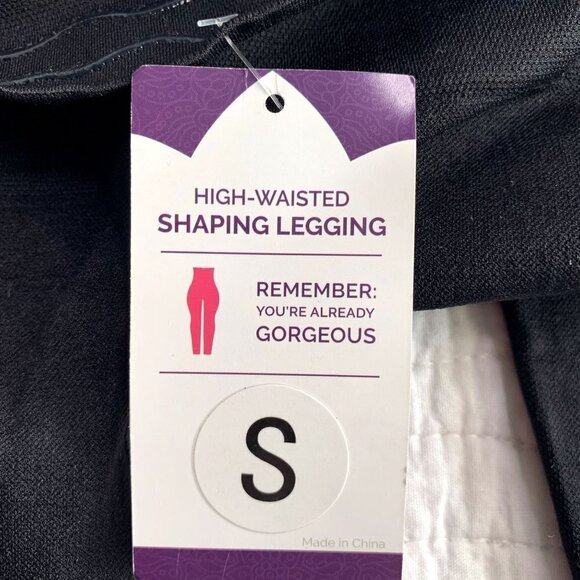 HIGH-WAISTED
SHAPING LEGGING
REMEMBER:
YOU'RE ALREADY
GORGEOUS
S
Made in China